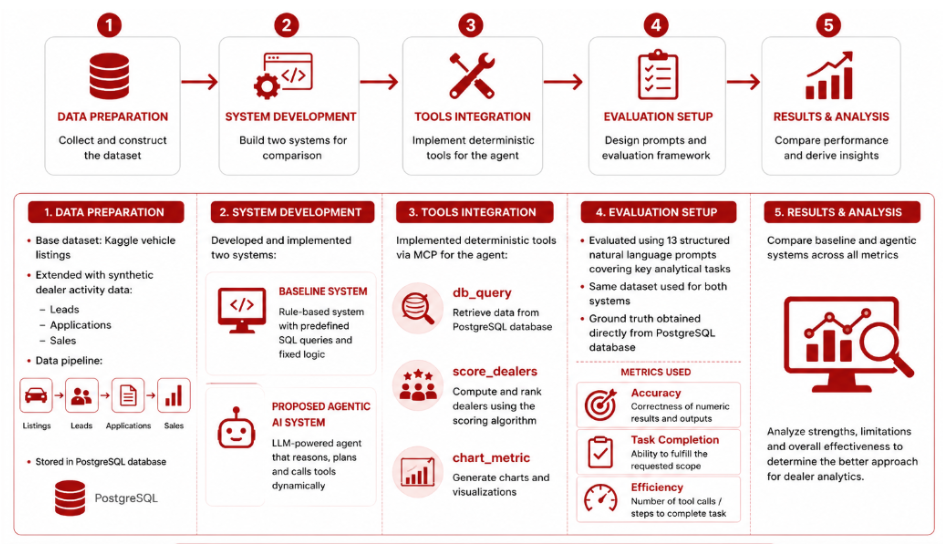 1
2
3
4
5
DATA PREPARATION
Collect and construct
the dataset
SYSTEM DEVELOPMENT
Build two systems for
comparison
TOOLS INTEGRATION
Implement deterministic
tools for the agent
EVALUATION SETUP
Design prompts and
evaluation framework
RESULTS & ANALYSIS
Compare performance
and derive insights
1. DATA PREPARATION
• Base dataset: Kaggle vehicle
listings
• Extended with synthetic
dealer activity data:
– Leads
– Applications
– Sales
• Data pipeline:
Listings
Leads
Applications
Sales
• Stored in PostgreSQL database
PostgreSQL
2. SYSTEM DEVELOPMENT
Developed and implemented
two systems:
</>
BASELINE SYSTEM
Rule-based system
with predefined
SQL queries and
fixed logic
PROPOSED AGENTIC
AI SYSTEM
LLM-powered agent
that reasons, plans
and calls tools
dynamically
3. TOOLS INTEGRATION
Implemented deterministic tools
via MCP for the agent:
db_query
Retrieve data from
PostgreSQL database
score_dealers
Compute and rank
dealers using the
scoring algorithm
chart_metric
Generate charts and
visualizations
4. EVALUATION SETUP
• Evaluated using 13 structured
natural language prompts
covering key analytical tasks
• Same dataset used for both
systems
• Ground truth obtained
directly from PostgreSQL
database
METRICS USED
Accuracy
Correctness of numeric
results and outputs
Task Completion
Ability to fulfill the
requested scope
Efficiency
Number of tool calls /
steps to complete task
5. RESULTS & ANALYSIS
Compare baseline and agentic
systems across all metrics
Analyze strengths, limitations
and overall effectiveness to
determine the better approach
for dealer analytics.